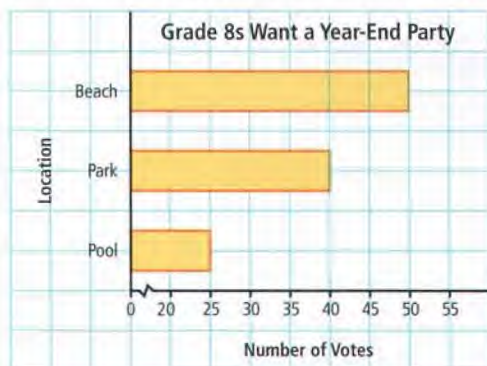 Grade 8s Want a Year-End Party
Location
Beach
Park
Pool
0 20 25 30 35 40 45 50 55
Number of Votes